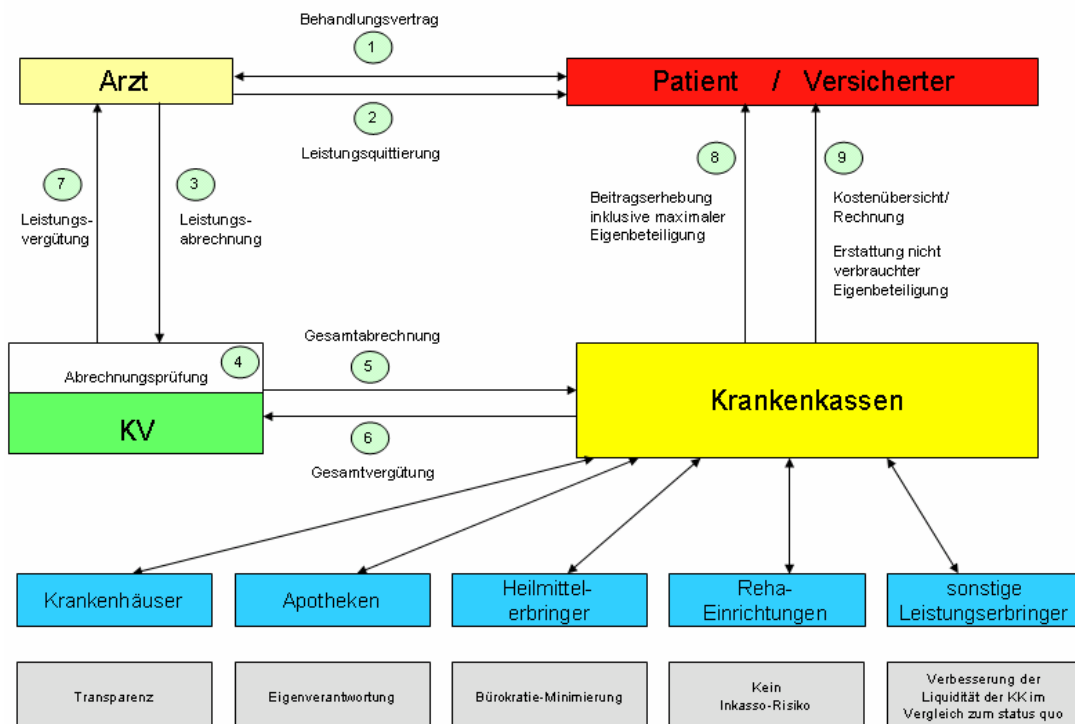 Behandlungsvertrag
1
Arzt
Patient / Versicherter
2
Leistungsquittierung
7
3
8
9
Leistungs-
vergütung
Leistungs-
abrechnung
Beitragserhebung
inklusive maximaler
Eigenbeteiligung
Kostenübersicht/
Rechnung
Erstattung nicht
verbrauchter
Eigenbeteiligung
Gesamtabrechnung
4
Abrechnungsprüfung
5
KV
Krankenkassen
6
Gesamtvergütung
Krankenhäuser
Apotheken
Heilmittel-
erbringer
Reha-
Einrichtungen
sonstige
Leistungserbringer
Transparenz
Eigenverantwortung
Bürokratie-Minimierung
Kein
Inkasso-Risiko
Verbesserung der
Liquidität der KK im
Vergleich zum status quo